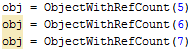 obj = ObjectWithRefCount(5)
obj = ObjectWithRefCount(6)
obj = ObjectWithRefCount(7)